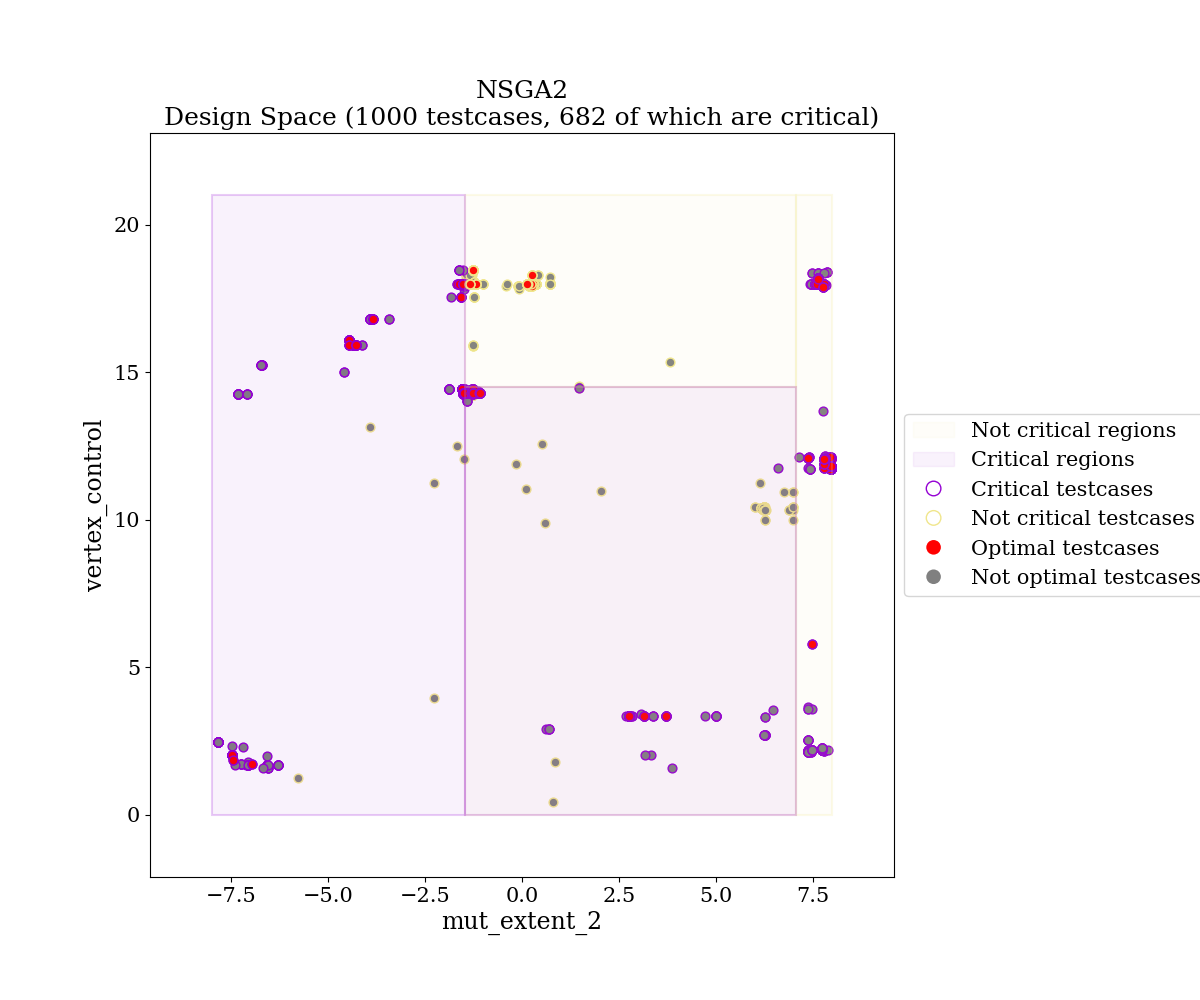 NSGA2
Design Space (1000 testcases, 682 of which are critical)
vertex_control
20
15
10
5
0
−7.5
−5.0
−2.5
0.0
2.5
5.0
7.5
mut_extent_2
Not critical regions
Critical regions
Critical testcases
Not critical testcases
Optimal testcases
Not optimal testcases